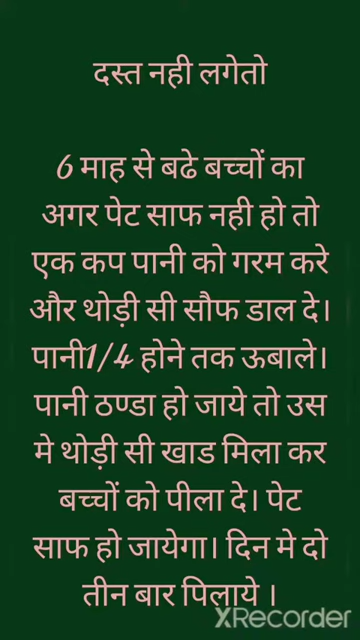 दस्त नही लगेतो
6 माह से बढे बच्चों का
अगर पेट साफ नही हो तो
एक कप पानी को गरम करे
और थोड़ी सी सौफ डाल दे।
पानी1/4 होने तक ऊबाले।
पानी ठण्डा हो जाये तो उस
मे थोड़ी सी खाड मिला कर
बच्चों को पीला दे। पेट
साफ हो जायेगा। दिन मे दो
तीन बार पिलाये ।
XRecorder